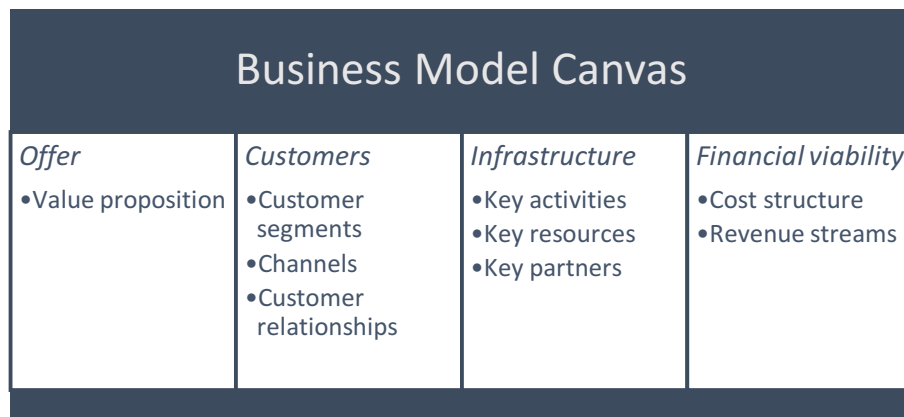 Business Model Canvas
Offer
•Value proposition
Customers
•Customer
segments
•Channels
•Customer
relationships
Infrastructure
•Key activities
•Key resources
•Key partners
Financial viability
•Cost structure
•Revenue streams